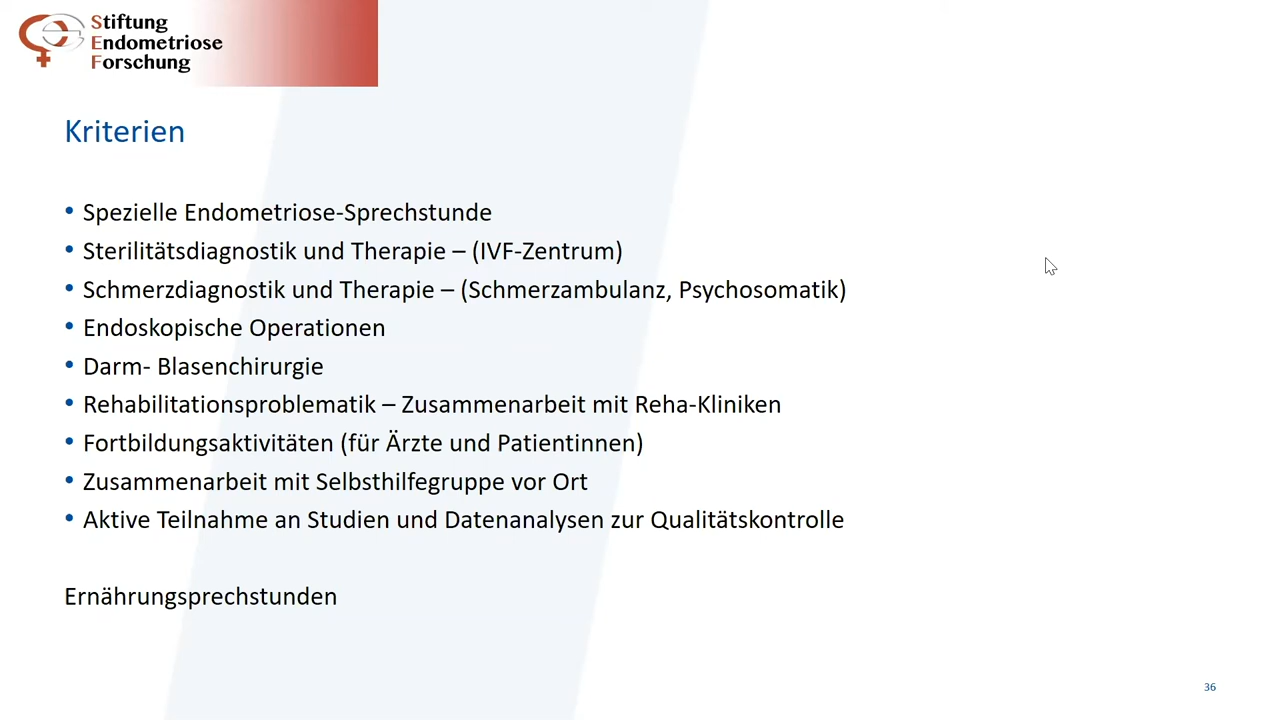 Stiftung
Endometriose
Forschung
Kriterien
• Spezielle Endometriose-Sprechstunde
• Sterilitätsdiagnostik und Therapie – (IVF-Zentrum)
• Schmerzdiagnostik und Therapie – (Schmerzambulanz, Psychosomatik)
• Endoskopische Operationen
• Darm- Blasenchirurgie
• Rehabilitationsproblematik – Zusammenarbeit mit Reha-Kliniken
• Fortbildungsaktivitäten (für Ärzte und Patientinnen)
• Zusammenarbeit mit Selbsthilfegruppe vor Ort
• Aktive Teilnahme an Studien und Datenanalysen zur Qualitätskontrolle
Ernährungsprechstunden
36